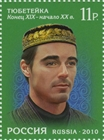 ТЮБЕТЕЙКА
Конец XIX - начало XX в.
11р
РОССИЯ RUSSIA · 2010